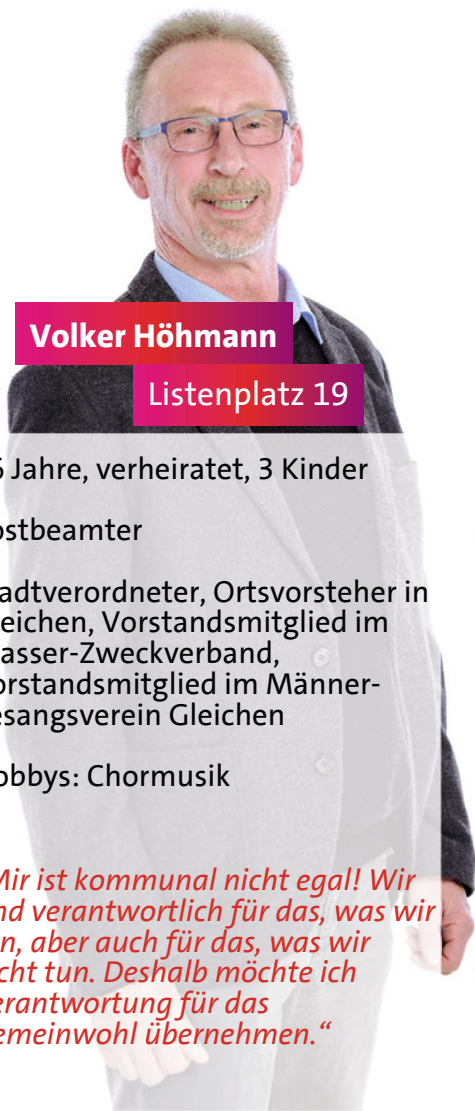 Volker Höhmann
Listenplatz 19
Jahre, verheiratet, 3 Kinder
ostbeamter
adtverordneter, Ortsvorsteher in
eichen, Vorstandsmitglied im
asser-Zweckverband,
orstandsmitglied im Männer-
esangsverein Gleichen
obbys: Chormusik
Mir ist kommunal nicht egal! Wir
nd verantwortlich für das, was wir
n, aber auch für das, was wir
cht tun. Deshalb möchte ich
erantwortung für das
emeinwohl übernehmen.“